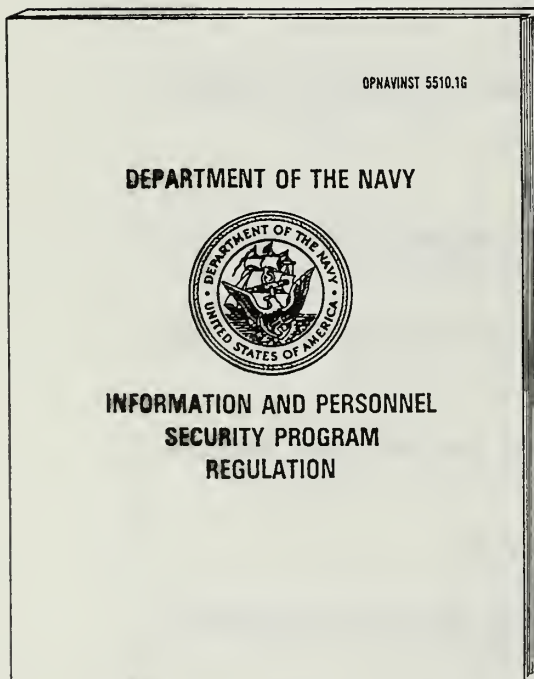 OPNAVINST 5510.1G
DEPARTMENT OF THE NAVY
DEPARTMENT OF THE NAVY
UNITED STATES OF AMERICA
INFORMATION AND PERSONNEL
SECURITY PROGRAM
REGULATION